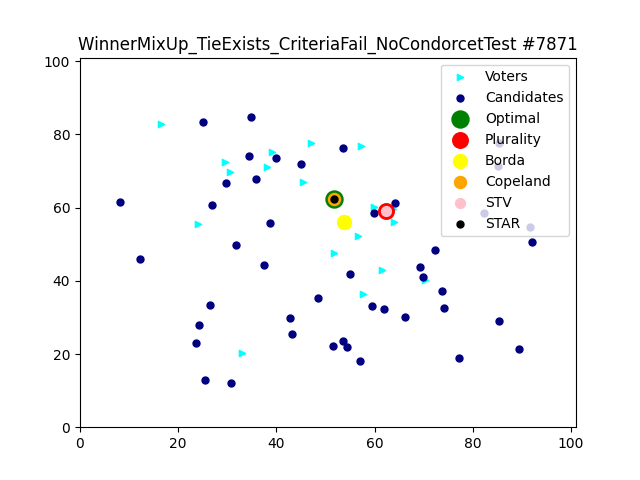 WinnerMixUp_TieExists_CriteriaFail_NoCondorcetTest #7871
100
80
60
40
20
0
0 20 40 60 80 100
Voters
Candidates
Optimal
Plurality
Borda
Copeland
STV
STAR